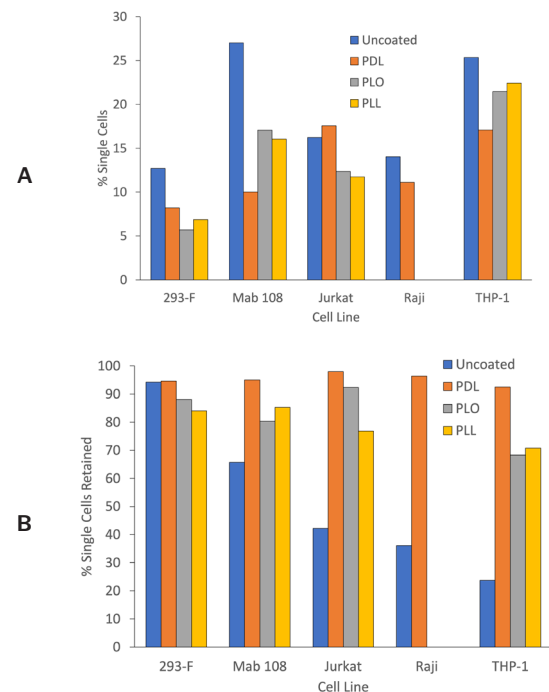 A
% Single Cells
30
25
20
15
10
5
0
Uncoated
PDL
PLO
PLL
293-F Mab 108 Jurkat Raji THP-1
Cell Line
B
% Single Cells Retained
100
90
80
70
60
50
40
30
20
10
0
Uncoated
PDL
PLO
PLL
293-F Mab 108 Jurkat Raji THP-1
Cell Line